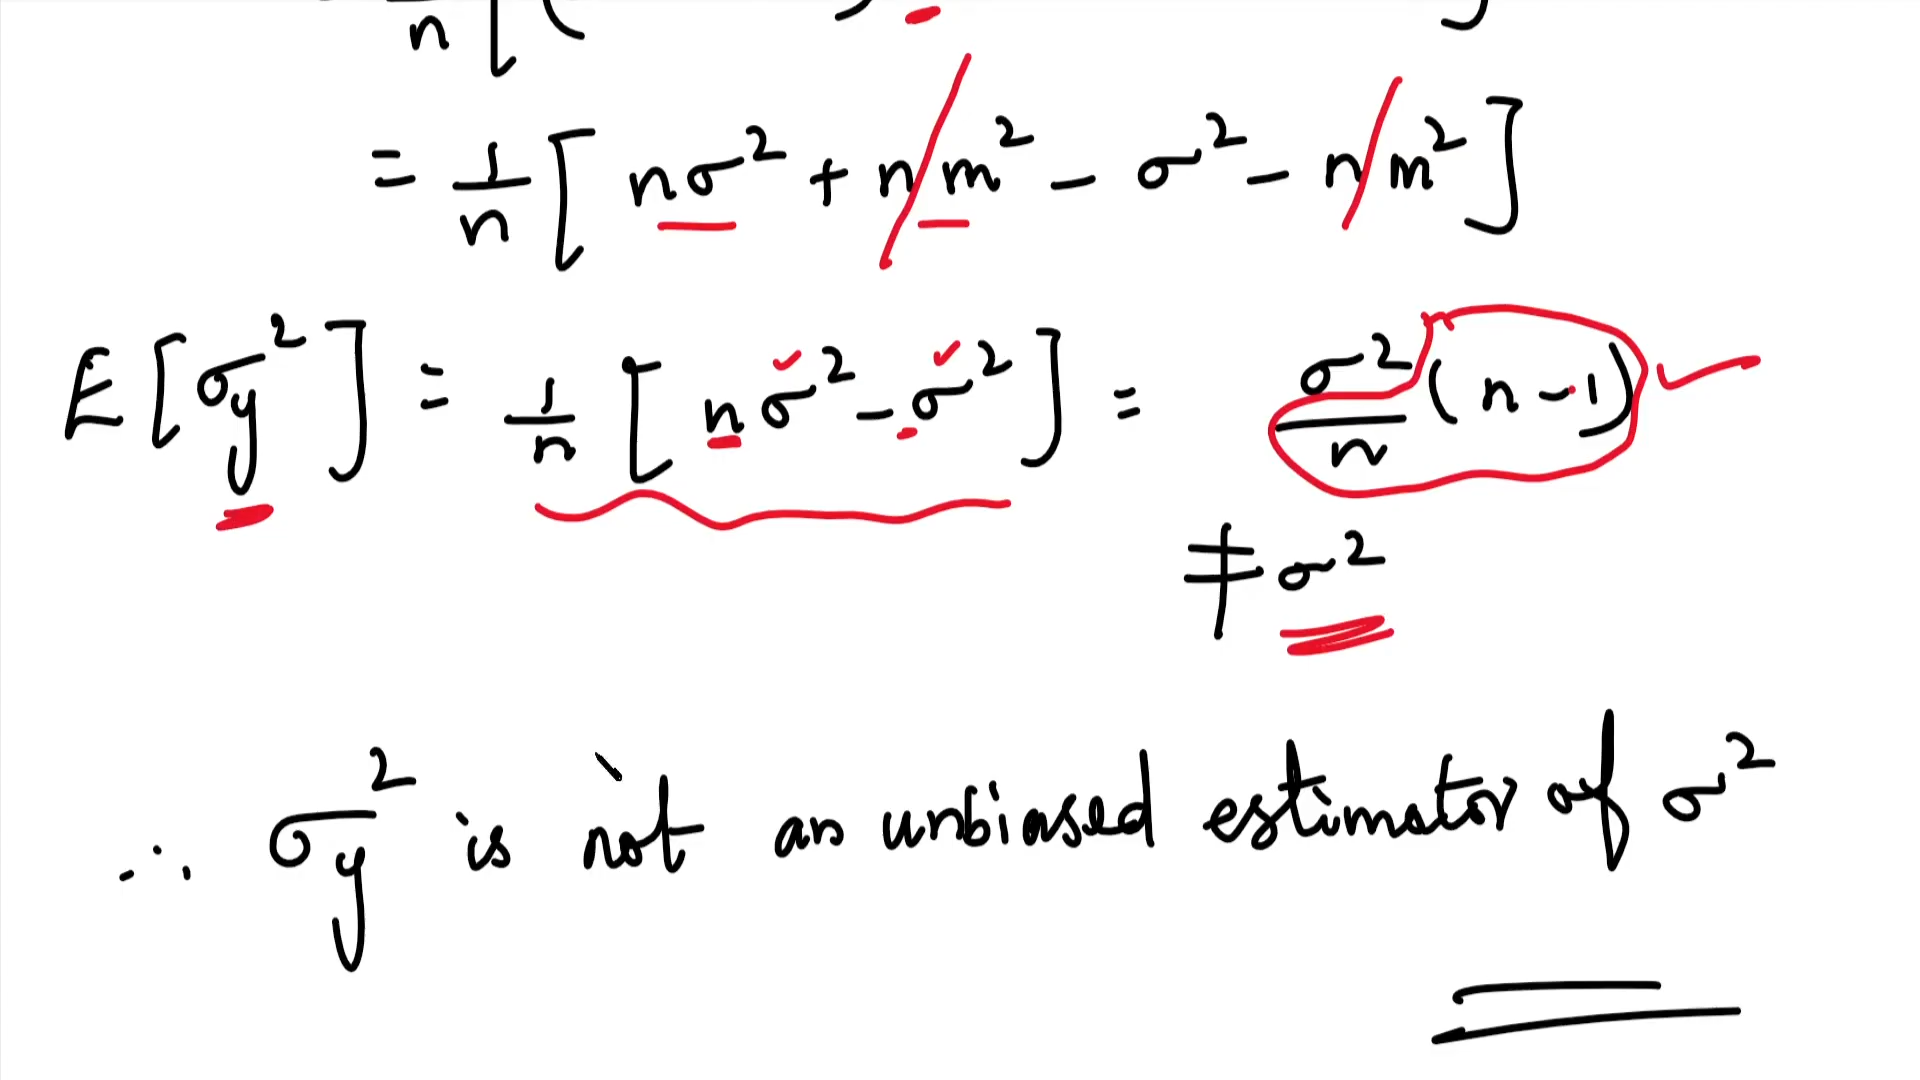 n [ (
= 1/n [ nσ² + nm² - σ² - nm² ]
E[σy²] = 1/n [ nσ² - σ² ] = σ²/n (n-1)
≠ σ²
∴ σy² is not an unbiased estimator of σ²